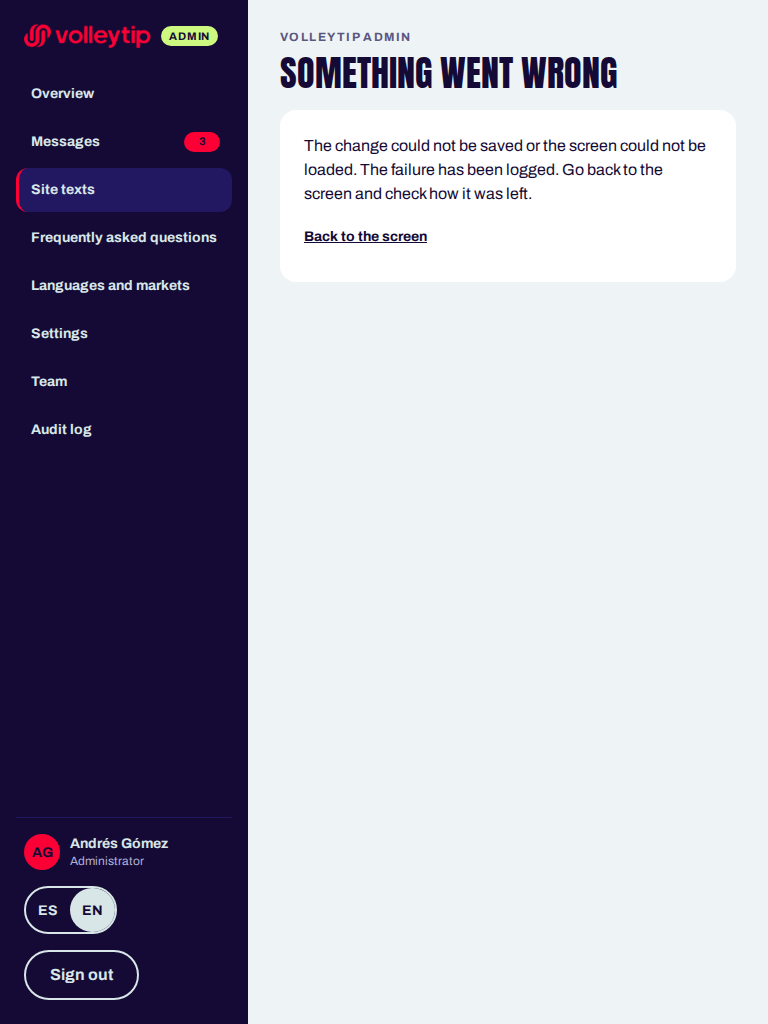 volleytip ADMIN
Overview
Messages 3
Site texts
Frequently asked questions
Languages and markets
Settings
Team
Audit log
AG Andrés Gómez
Administrator
ES EN
Sign out
VOLLEYTIP ADMIN
SOMETHING WENT WRONG
The change could not be saved or the screen could not be
loaded. The failure has been logged. Go back to the
screen and check how it was left.
Back to the screen